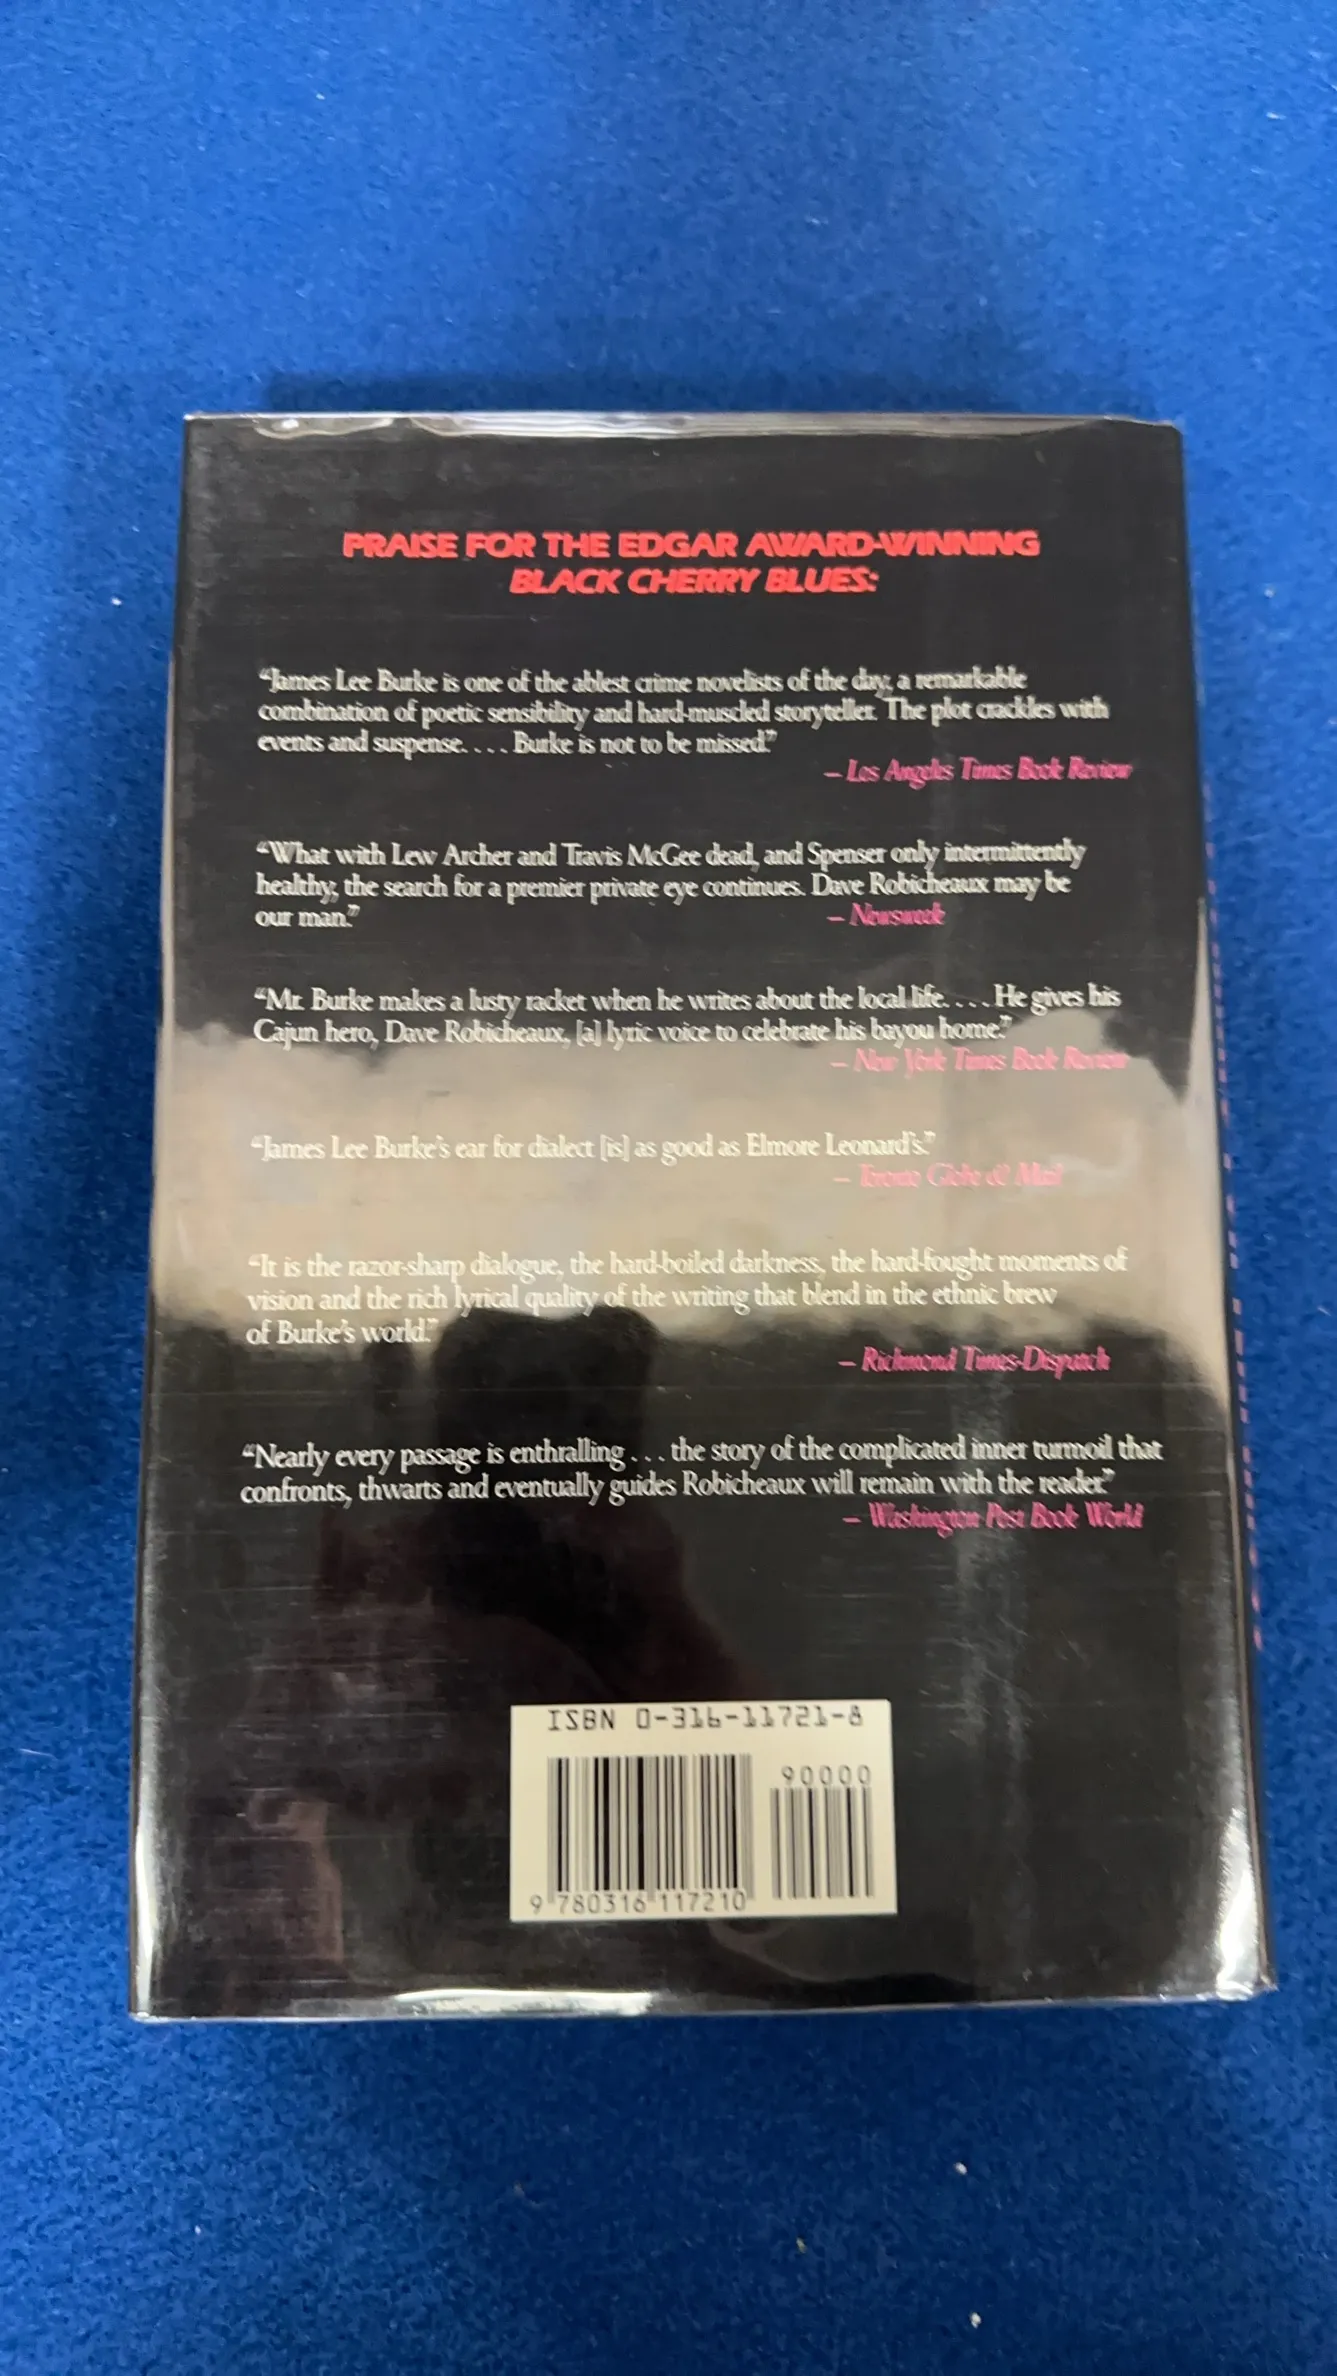 PRAISE FOR THE EDGAR AWARD-WINNING
BLACK CHERRY BLUES:
“James Lee Burke is one of the ablest crime novelists of the day, a remarkable
combination of poetic sensibility and hard-muscled storyteller. The plot crackles with
events and suspense. . . . Burke is not to be missed.”
– Los Angeles Times Book Review
“What with Lew Archer and Travis McGee dead, and Spenser only intermittently
healthy, the search for a premier private eye continues. Dave Robicheaux may be
our man.” – Newsweek
“Mr. Burke makes a lusty racket when he writes about the local life. . . . He gives his
Cajun hero, Dave Robicheaux, [a] lyric voice to celebrate his bayou home.”
– New York Times Book Review
“James Lee Burke’s ear for dialect [is] as good as Elmore Leonard’s.”
– Toronto Globe & Mail
“It is the razor-sharp dialogue, the hard-boiled darkness, the hard-fought moments of
vision and the rich lyrical quality of the writing that blend in the ethnic brew
of Burke’s world.”
– Richmond Times-Dispatch
“Nearly every passage is enthralling . . . the story of the complicated inner turmoil that
confronts, thwarts and eventually guides Robicheaux will remain with the reader.”
– Washington Post Book World
ISBN 0-316-11721-8
90000
9 780316 117210